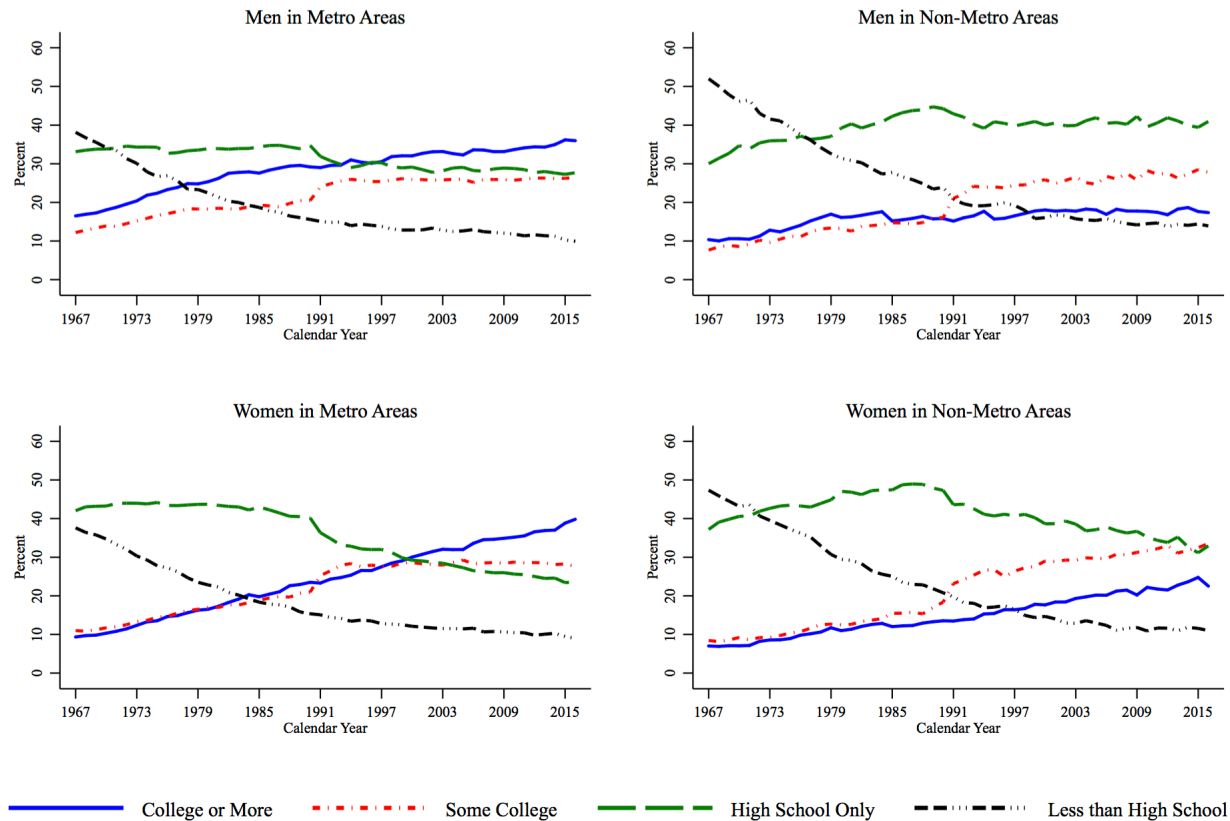 Men in Metro Areas
Percent
60
50
40
30
20
10
0
1967 1973 1979 1985 1991 1997 2003 2009 2015
Calendar Year
Men in Non-Metro Areas
Percent
60
50
40
30
20
10
0
1967 1973 1979 1985 1991 1997 2003 2009 2015
Calendar Year
Women in Metro Areas
Percent
60
50
40
30
20
10
0
1967 1973 1979 1985 1991 1997 2003 2009 2015
Calendar Year
Women in Non-Metro Areas
Percent
60
50
40
30
20
10
0
1967 1973 1979 1985 1991 1997 2003 2009 2015
Calendar Year
College or More Some College High School Only Less than High School